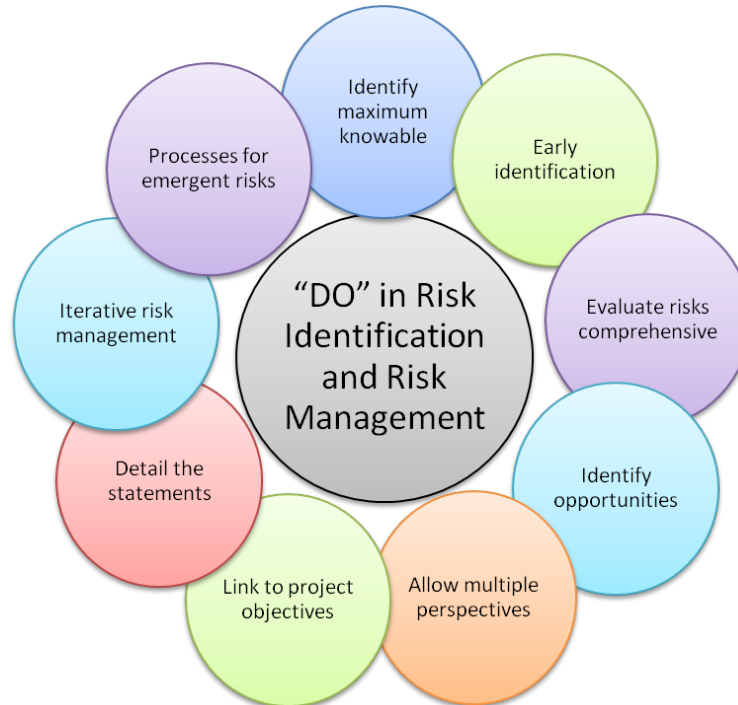 Identify
maximum
knowable
Early
identification
Evaluate risks
comprehensive
Identify
opportunities
Allow multiple
perspectives
Link to project
objectives
Detail the
statements
Iterative risk
management
Processes for
emergent risks
“DO” in Risk
Identification
and Risk
Management